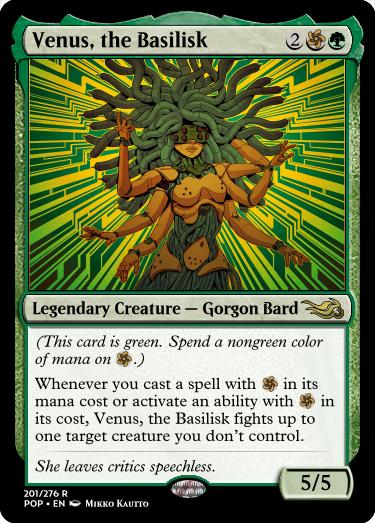 Venus, the Basilisk 2
Legendary Creature — Gorgon Bard
(This card is green. Spend a nongreen color
of mana on .)
Whenever you cast a spell with in its
mana cost or activate an ability with in
its cost, Venus, the Basilisk fights up to
one target creature you don't control.
She leaves critics speechless.
5/5
201/276 R
POP • EN Mikko Kautto